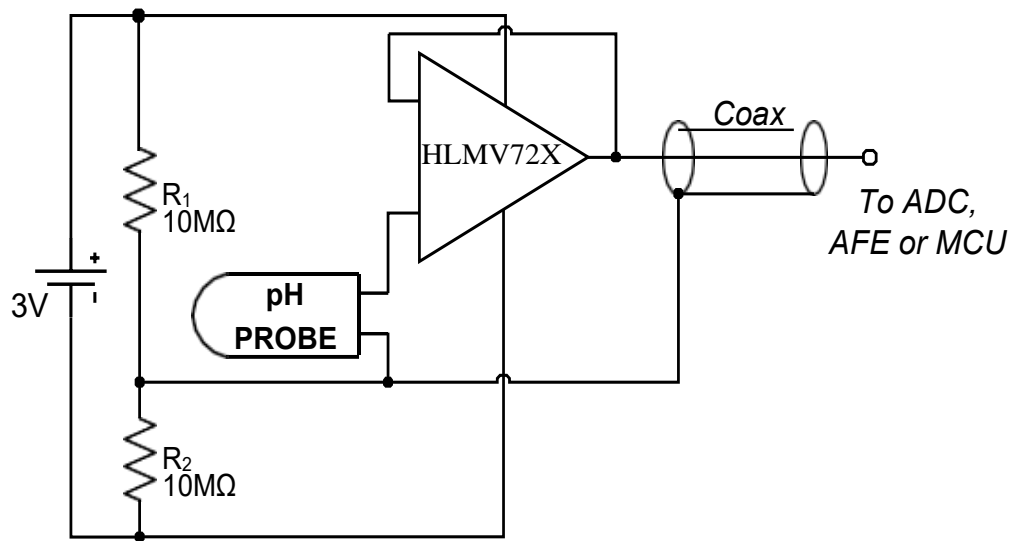 Coax
HLMV72X
R1
10MΩ
To ADC,
AFE or MCU
+
-
3V
pH
PROBE
R2
10MΩ